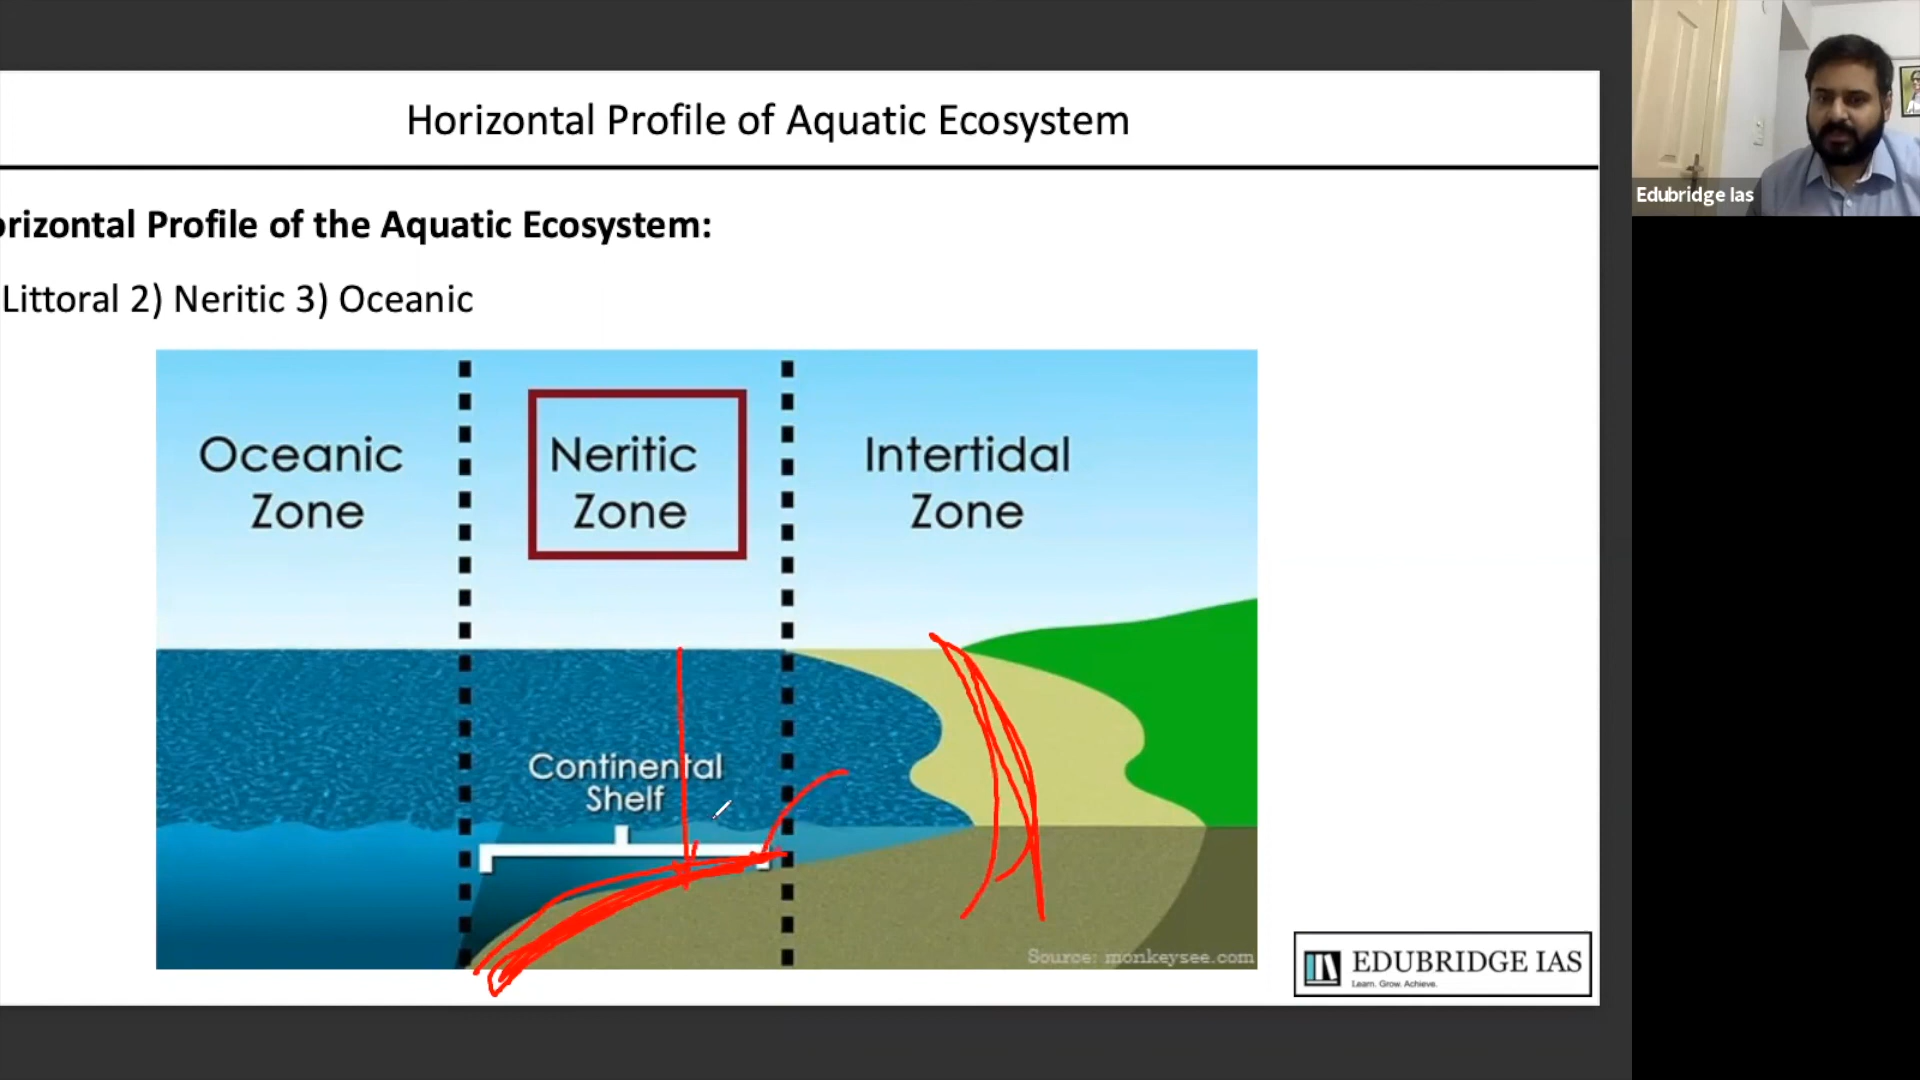 Horizontal Profile of Aquatic Ecosystem
Edubridge Ias
orizontal Profile of the Aquatic Ecosystem:
Littoral 2) Neritic 3) Oceanic
Oceanic
Zone
Neritic
Zone
Intertidal
Zone
Continental
Shelf
Source: monkeysee.com
EDUBRIDGE IAS
Learn. Grow. Achieve.